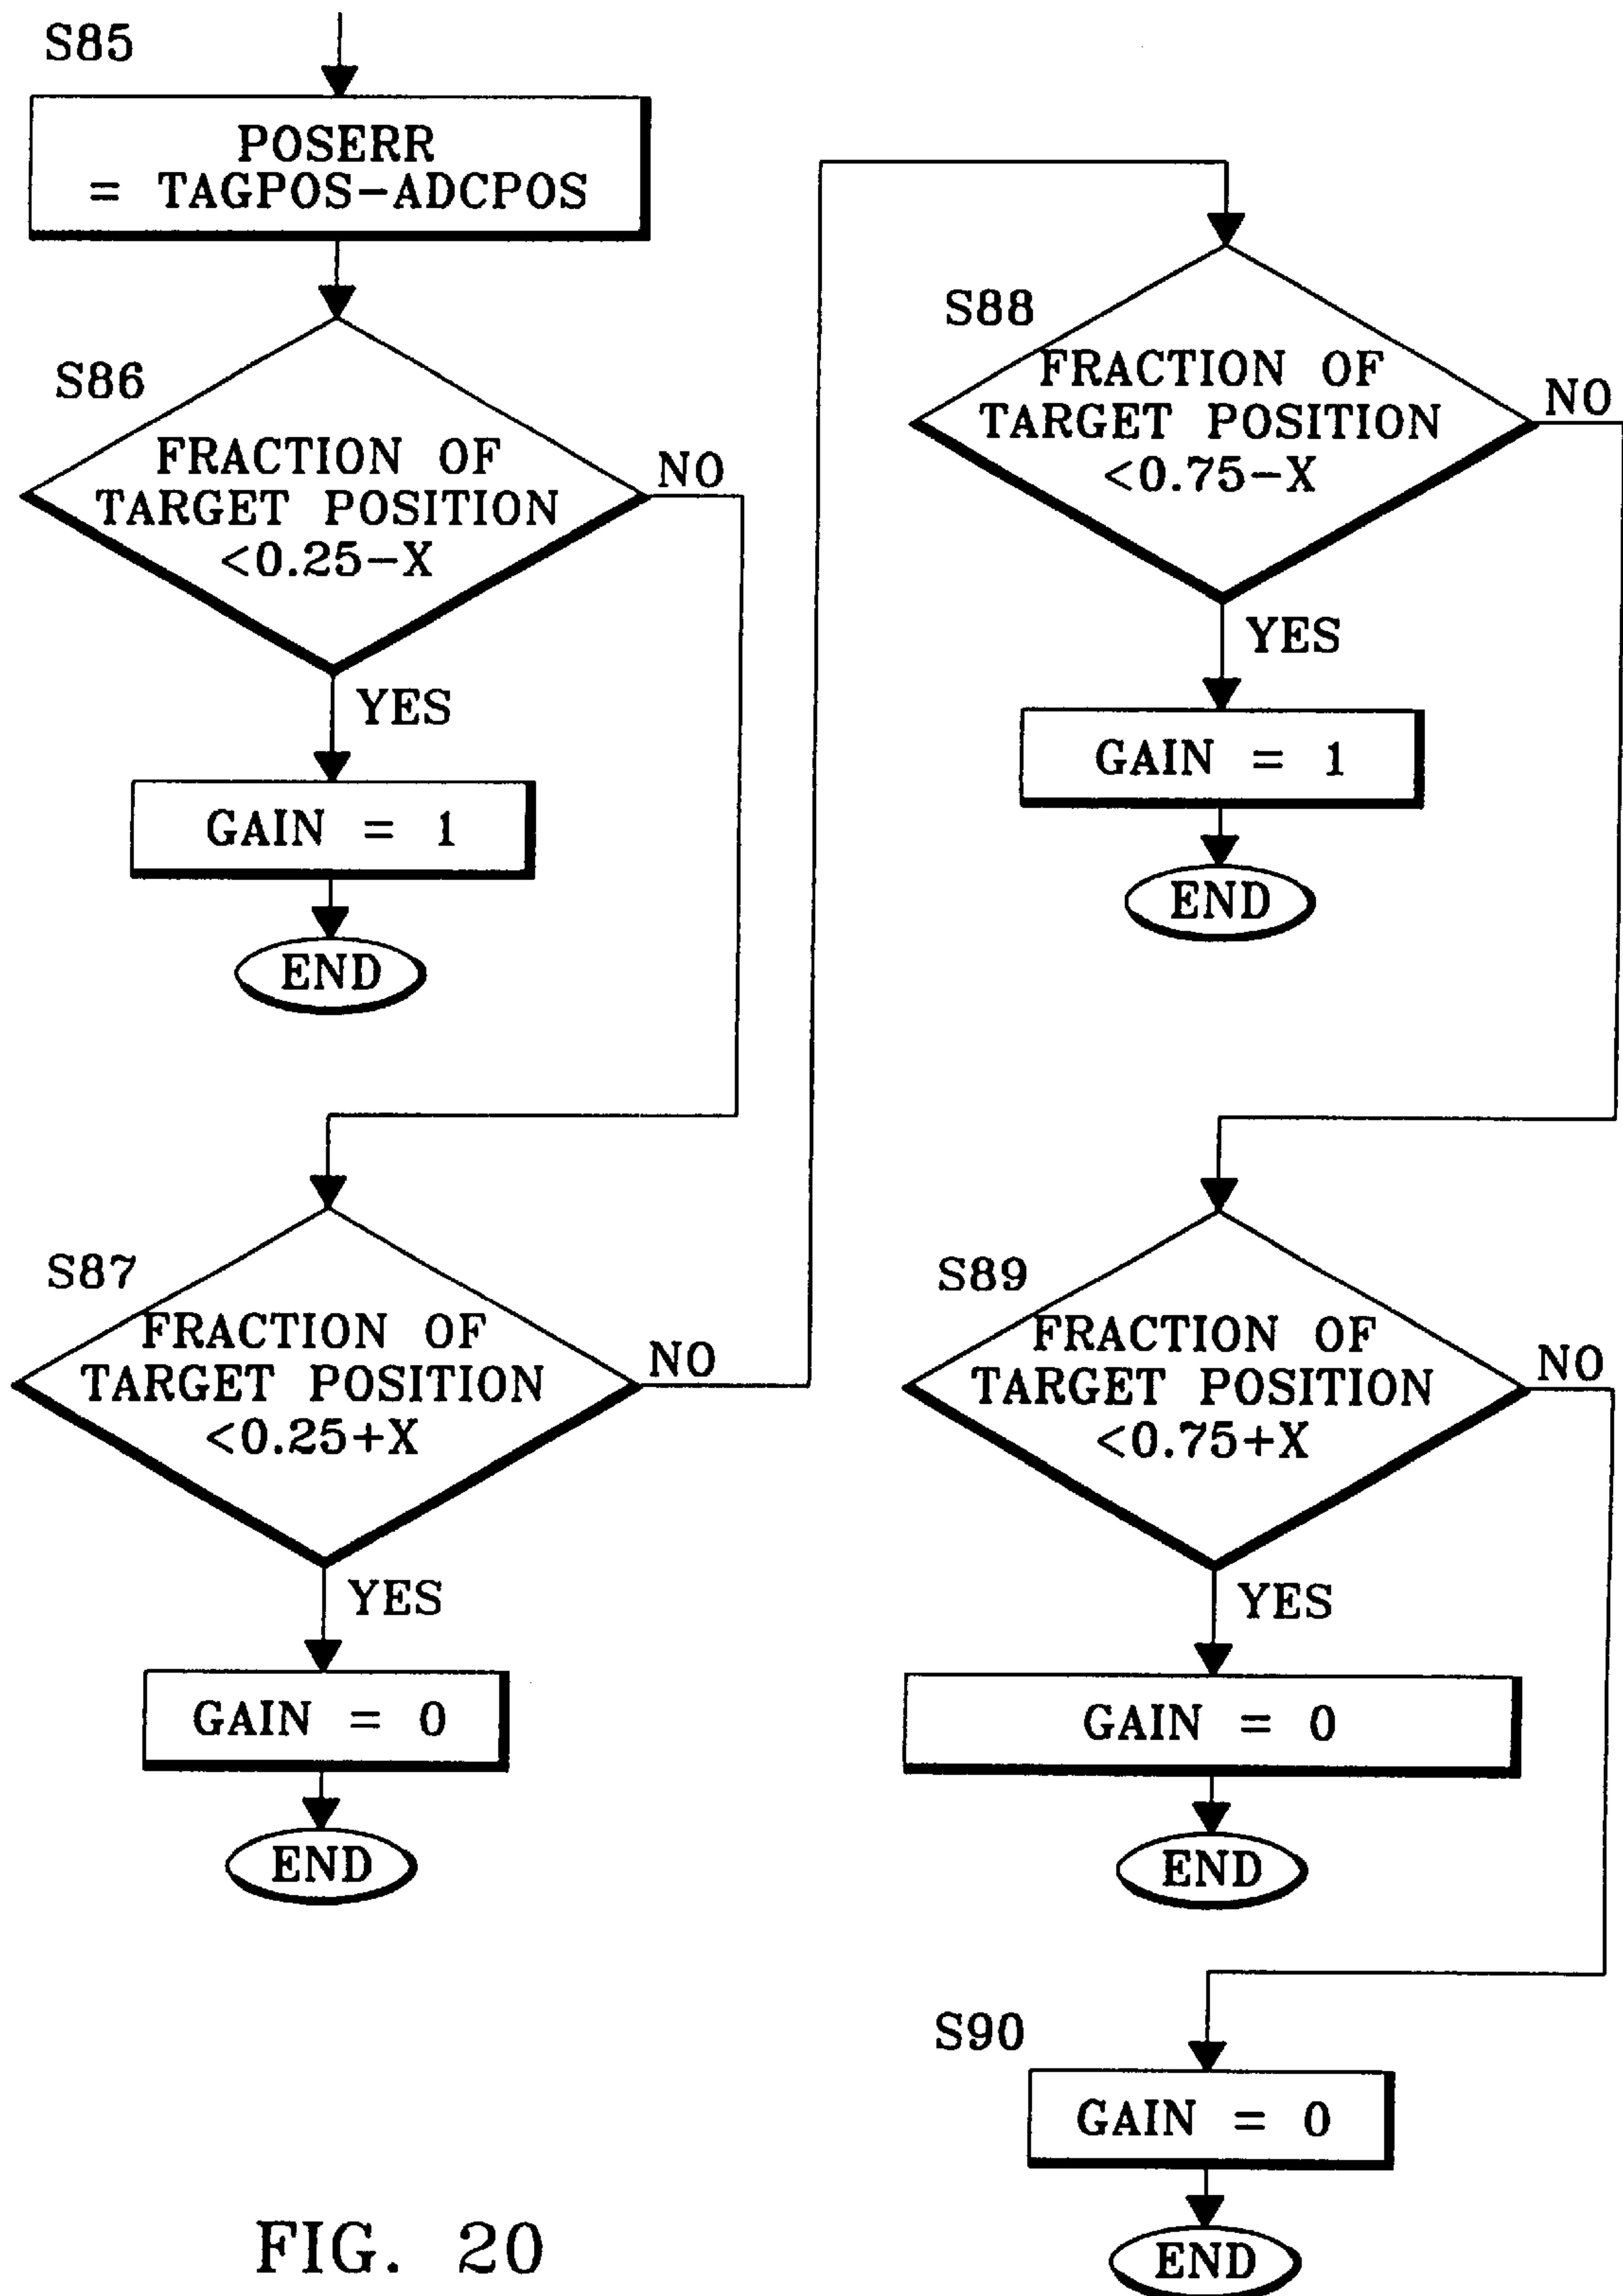 S85
POSERR
= TAGPOS-ADCPOS
S86
FRACTION OF
TARGET POSITION
<0.25-X
NO
YES
GAIN = 1
END
S87
FRACTION OF
TARGET POSITION
<0.25+X
NO
YES
GAIN = 0
END
S88
FRACTION OF
TARGET POSITION
<0.75-X
NO
YES
GAIN = 1
END
S89
FRACTION OF
TARGET POSITION
<0.75+X
NO
YES
GAIN = 0
END
S90
GAIN = 0
END
FIG. 20